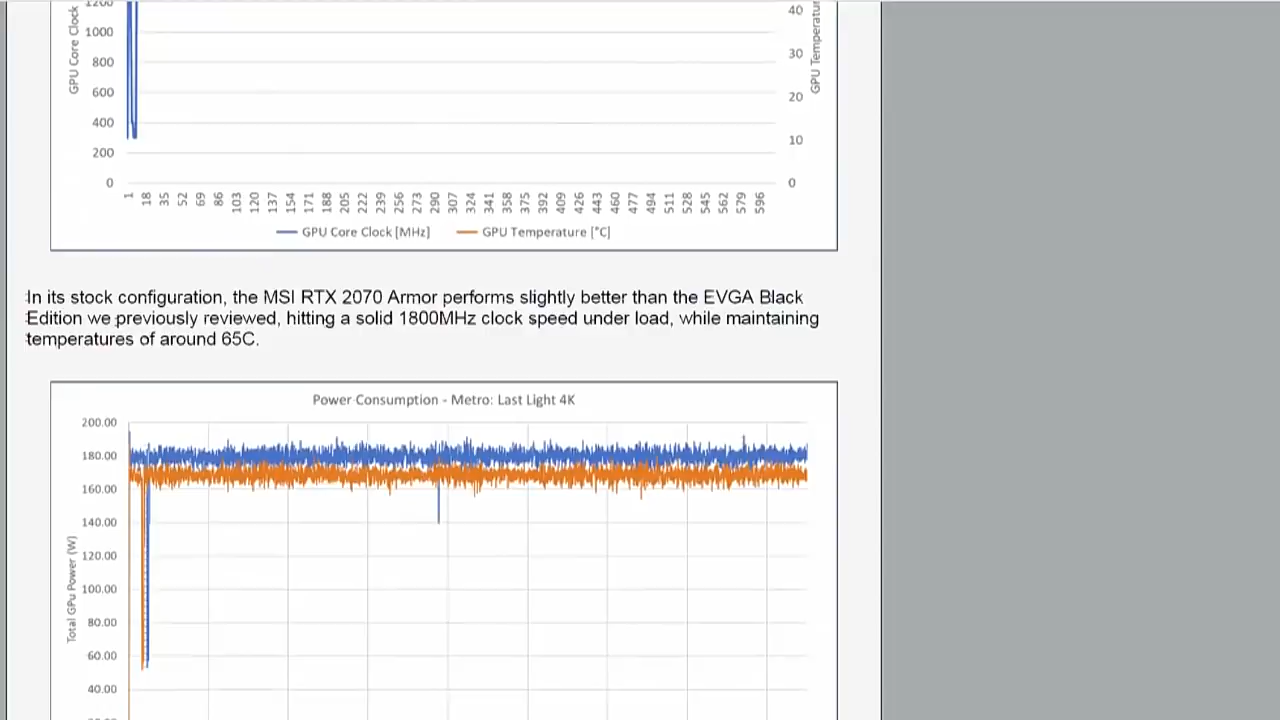 1200
GPU Core Clock
1000
800
600
400
200
0
40
30
20
10
0
GPU Temperatur
1 18 35 52 69 86 103 120 137 154 171 188 205 222 239 256 273 290 307 324 341 358 375 392 409 426 443 460 477 494 511 528 545 562 579 596
GPU Core Clock [MHz] GPU Temperature [°C]
In its stock configuration, the MSI RTX 2070 Armor performs slightly better than the EVGA Black
Edition we previously reviewed, hitting a solid 1800MHz clock speed under load, while maintaining
temperatures of around 65C.
Power Consumption - Metro: Last Light 4K
200.00
180.00
160.00
140.00
120.00
100.00
80.00
60.00
40.00
Total GPu Power (W)